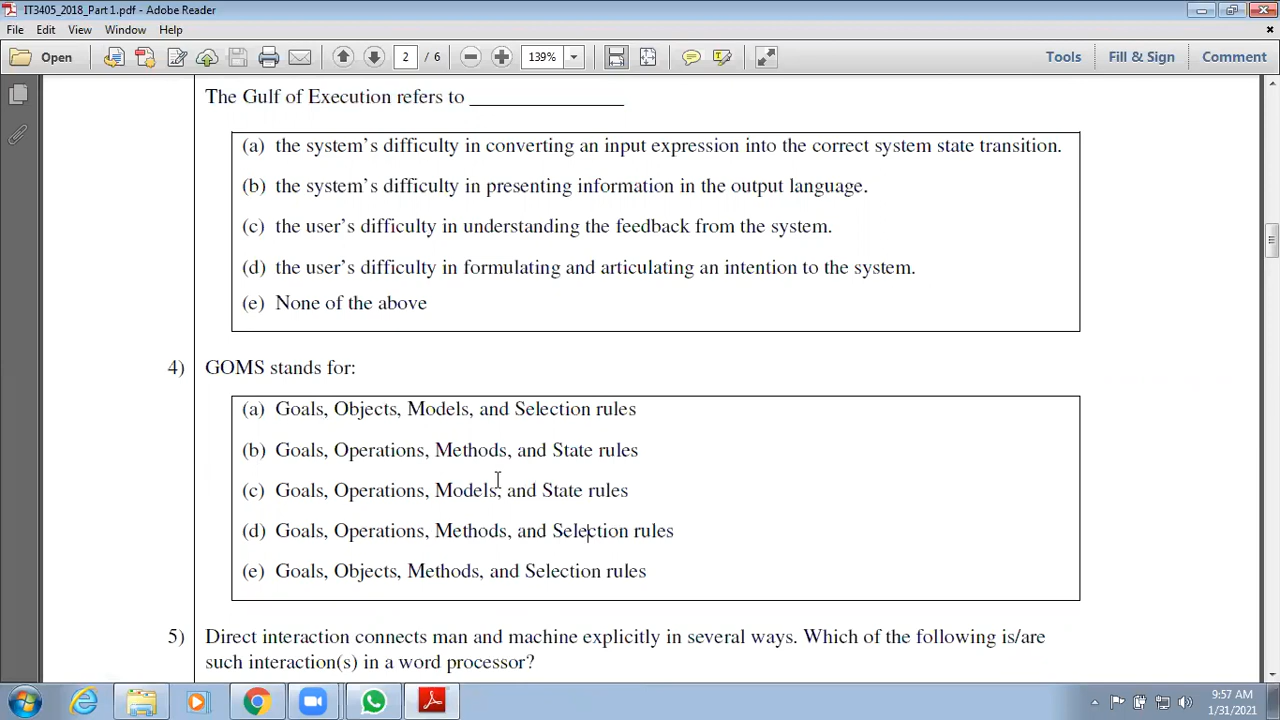 IT3405_2018_Part 1.pdf - Adobe Reader
File Edit View Window Help
Open 2 / 6 139% Tools Fill & Sign Comment
The Gulf of Execution refers to ________________
(a) the system's difficulty in converting an input expression into the correct system state transition.
(b) the system's difficulty in presenting information in the output language.
(c) the user's difficulty in understanding the feedback from the system.
(d) the user's difficulty in formulating and articulating an intention to the system.
(e) None of the above
4) GOMS stands for:
(a) Goals, Objects, Models, and Selection rules
(b) Goals, Operations, Methods, and State rules
(c) Goals, Operations, Models, and State rules
(d) Goals, Operations, Methods, and Selection rules
(e) Goals, Objects, Methods, and Selection rules
5) Direct interaction connects man and machine explicitly in several ways. Which of the following is/are
such interaction(s) in a word processor?
9:57 AM
1/31/2021